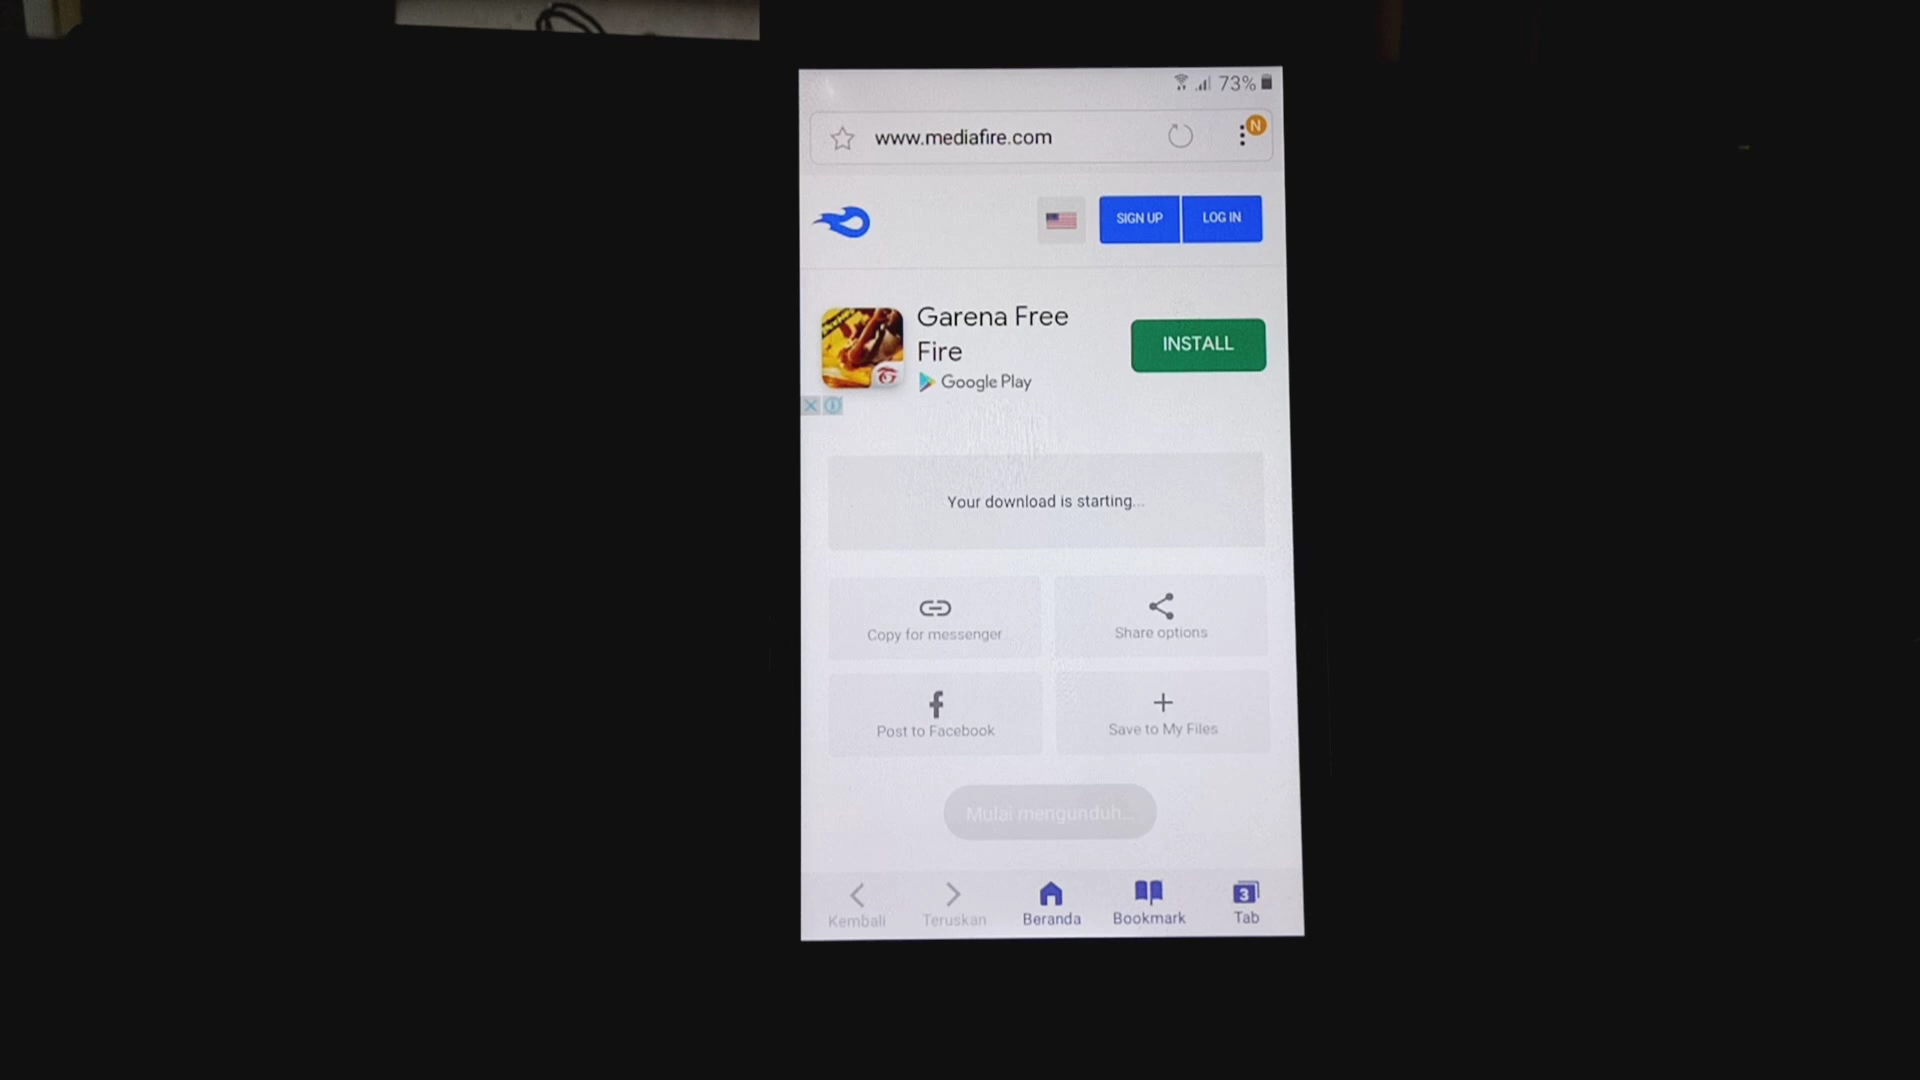 73%
www.mediafire.com
N
SIGN UP
LOG IN
Garena Free
Fire
INSTALL
Google Play
Your download is starting...
Copy for messenger
Share options
Post to Facebook
Save to My Files
Mulai mengunduh...
3
Kembali
Teruskan
Beranda
Bookmark
Tab